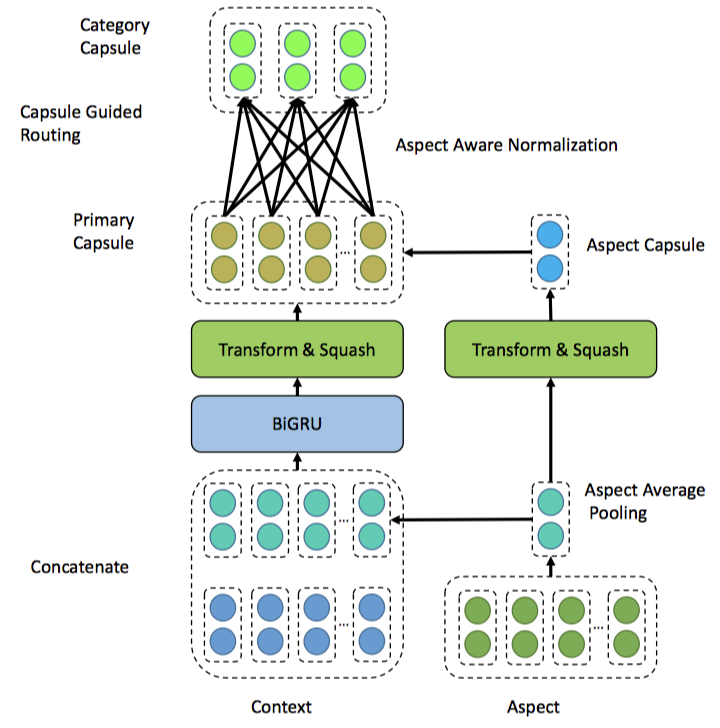 Category
Capsule
Capsule Guided
Routing
Aspect Aware Normalization
Primary
Capsule
...
Aspect Capsule
Transform & Squash
Transform & Squash
BiGRU
Aspect Average
Pooling
...
Concatenate
...
...
Context
Aspect